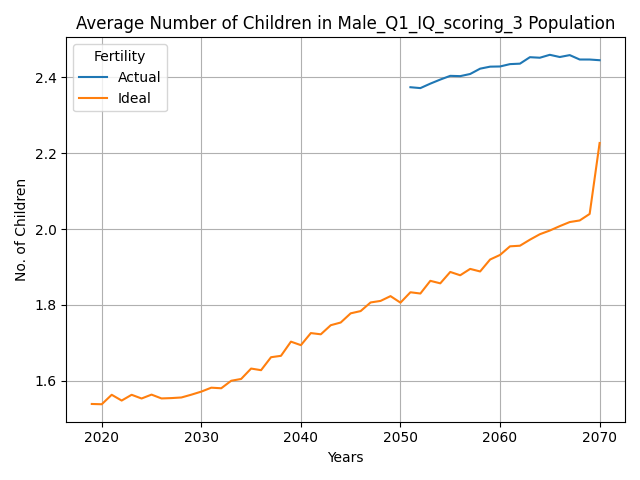 Average Number of Children in Male_Q1_IQ_scoring_3 Population
Fertility
Actual
Ideal
No. of Children
2.4
2.2
2.0
1.8
1.6
2020 2030 2040 2050 2060 2070
Years